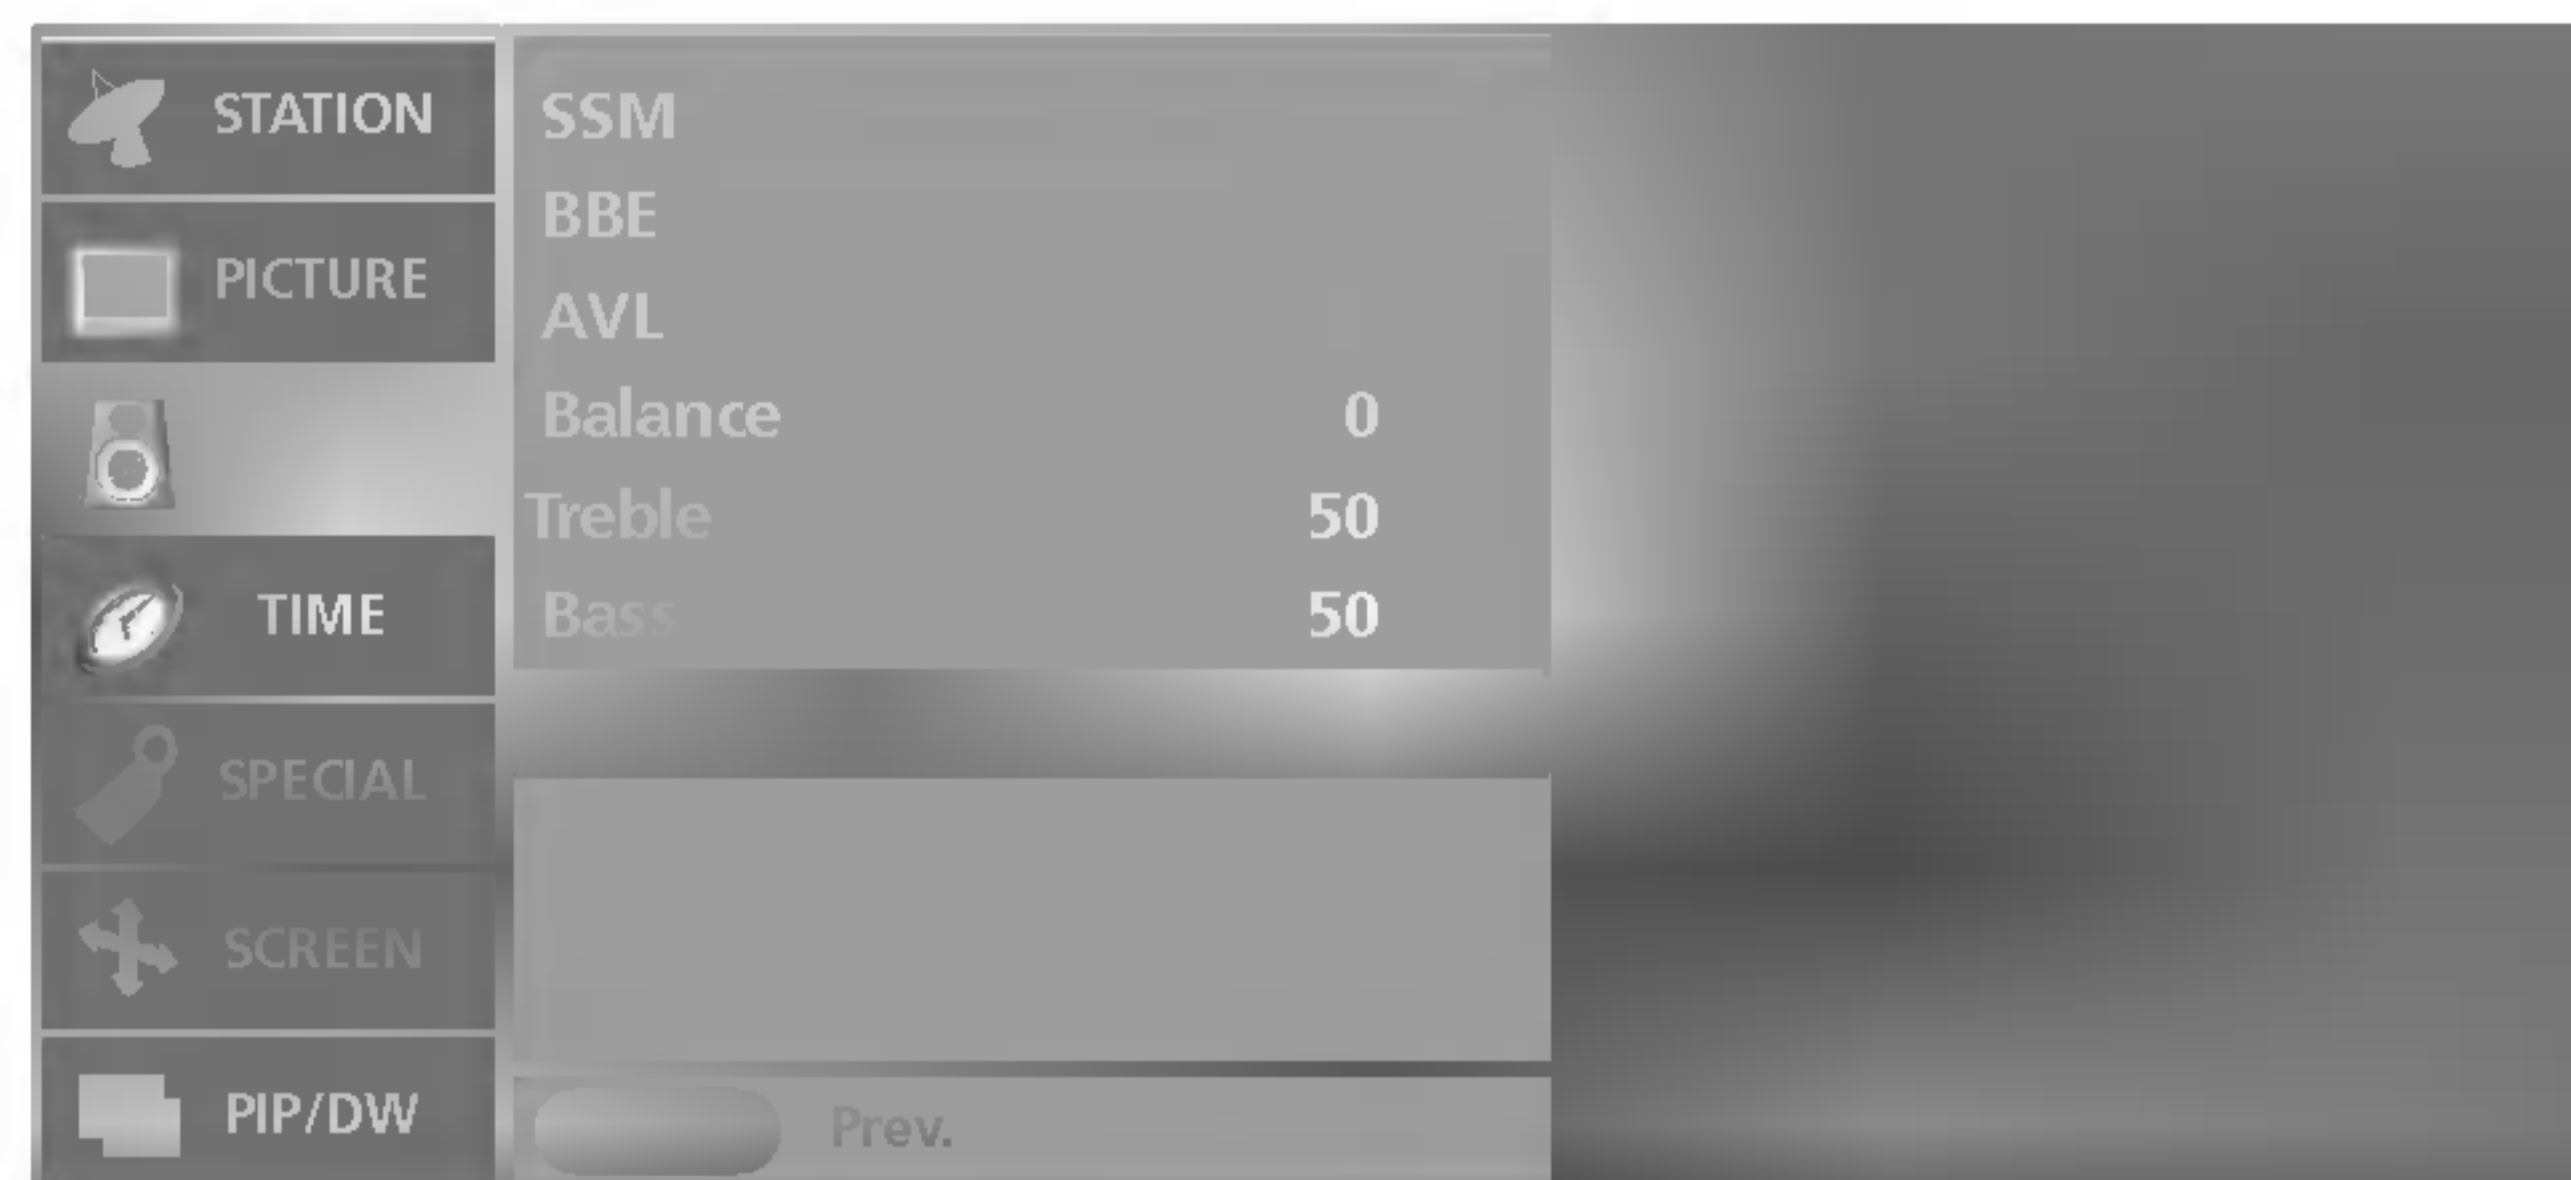 STATION
PICTURE
TIME
SPECIAL
SCREEN
PIP/DW
SSM
BBE
AVL
Balance 0
Treble 50
Bass 50
Prev.